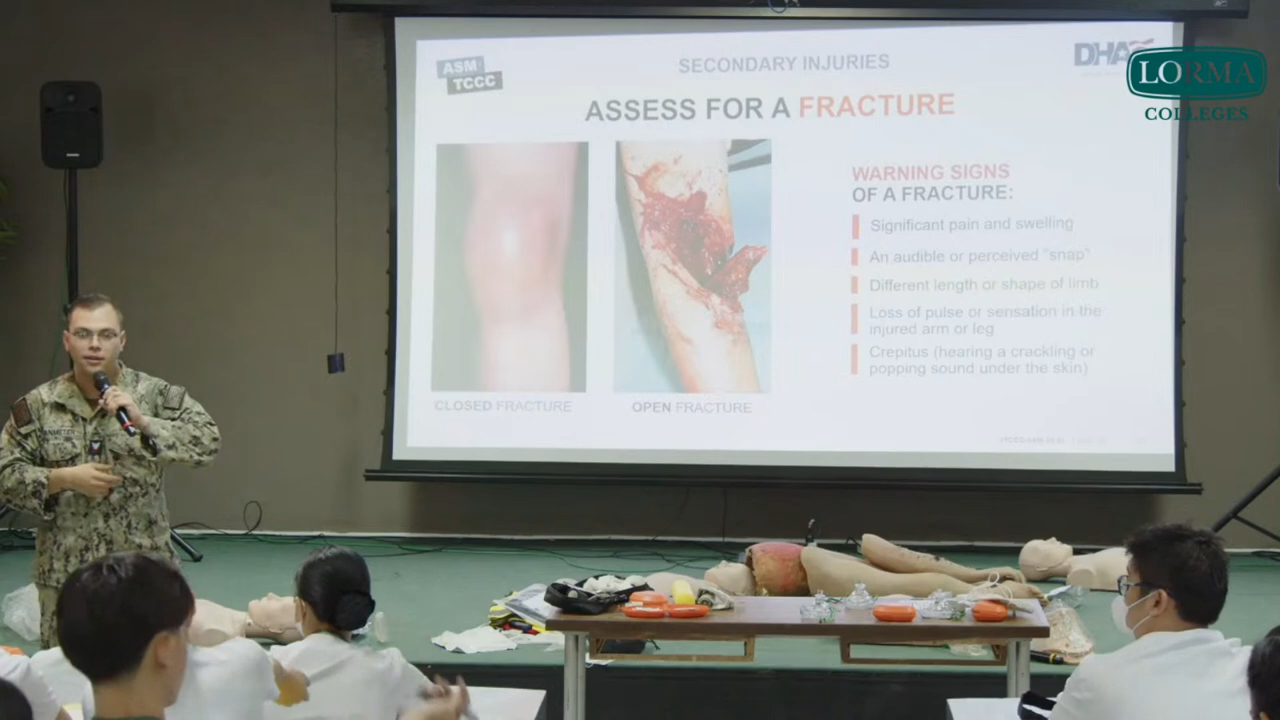 ASM
TCCC
SECONDARY INJURIES
DHA
LORMA
COLLEGES
ASSESS FOR A FRACTURE
CLOSED FRACTURE
OPEN FRACTURE
WARNING SIGNS
OF A FRACTURE:
Significant pain and swelling
An audible or perceived "snap"
Different length or shape of limb
Loss of pulse or sensation in the
injured arm or leg
Crepitus (hearing a crackling or
popping sound under the skin)